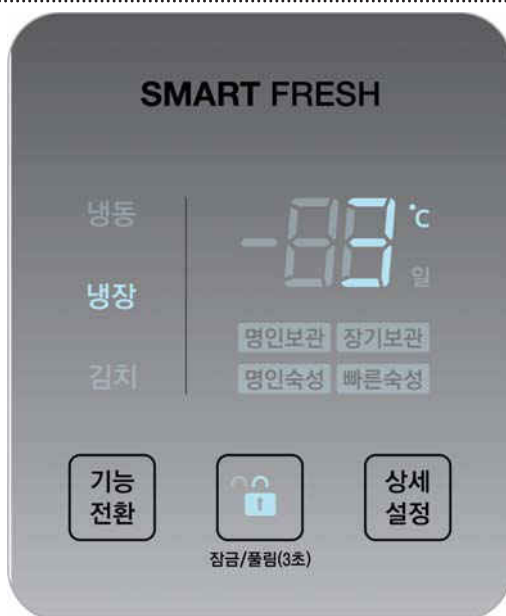 SMART FRESH
냉동
냉장
김치
3 °C
일
명인보관 장기보관
명인숙성 빠른숙성
기능
전환
상세
설정
잠금/풀림(3초)